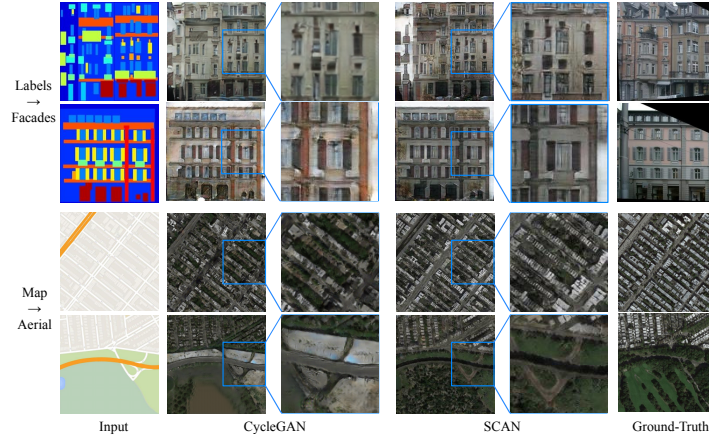 Labels
→
Facades
Map
→
Aerial
Input
CycleGAN
SCAN
Ground-Truth